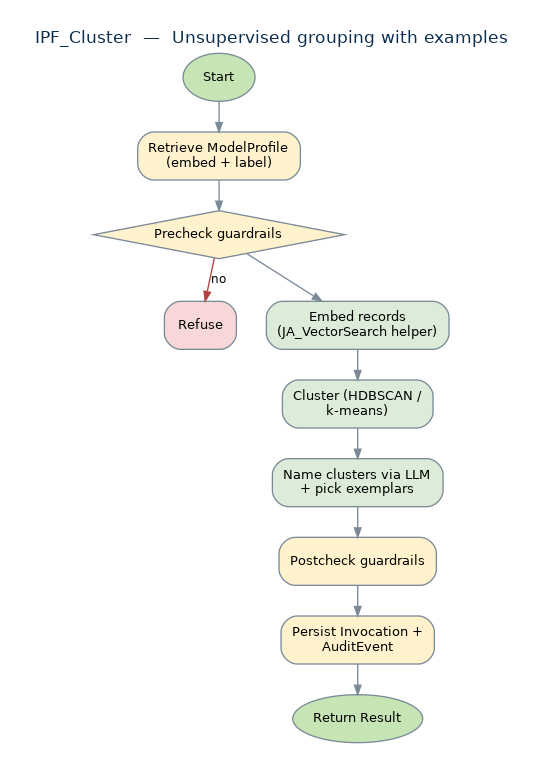 IPF_Cluster — Unsupervised grouping with examples
Start
Retrieve ModelProfile
(embed + label)
Precheck guardrails
no
Refuse
Embed records
(JA_VectorSearch helper)
Cluster (HDBSCAN /
k-means)
Name clusters via LLM
+ pick exemplars
Postcheck guardrails
Persist Invocation +
AuditEvent
Return Result